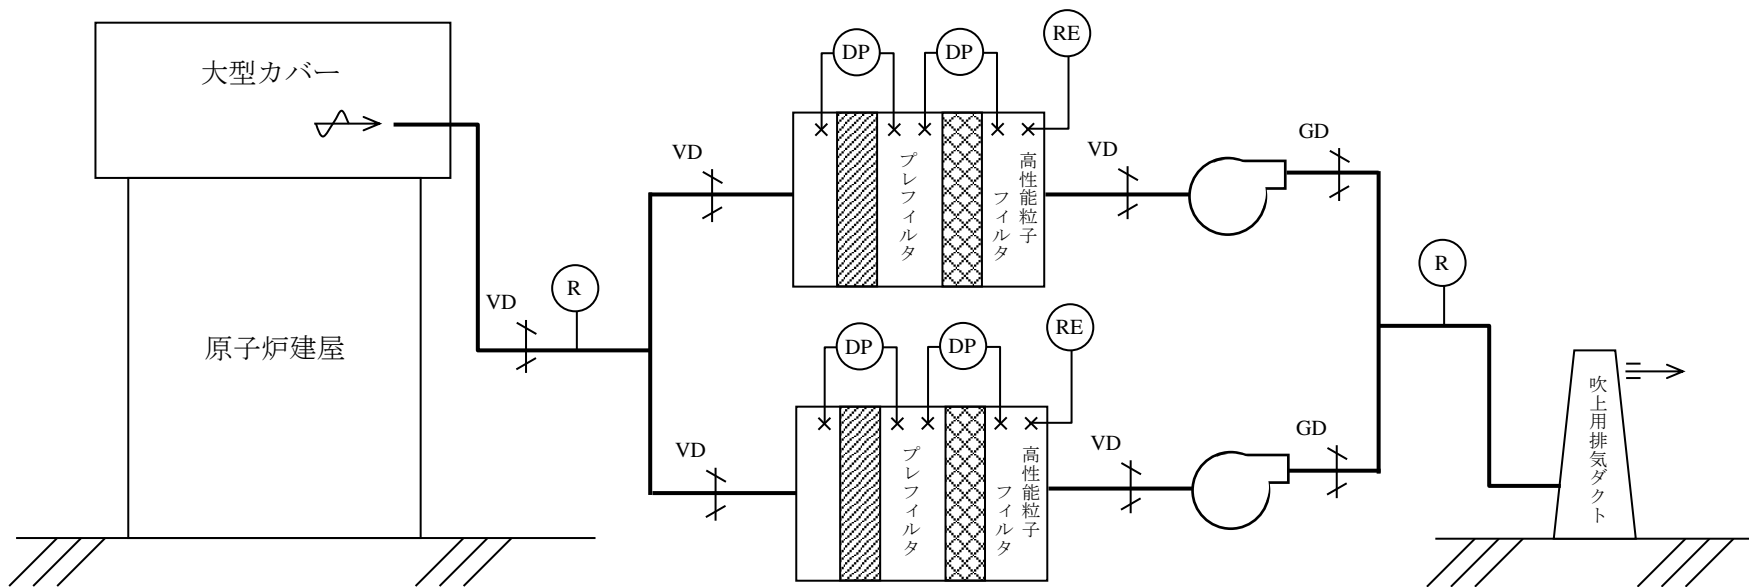 大型カバー
原子炉建屋
VD
R
VD
DP
DP
RE
プレフィルタ
高性能粒子
フィルタ
VD
GD
VD
DP
DP
RE
プレフィルタ
高性能粒子
フィルタ
VD
GD
R
吹上用排気ダクト